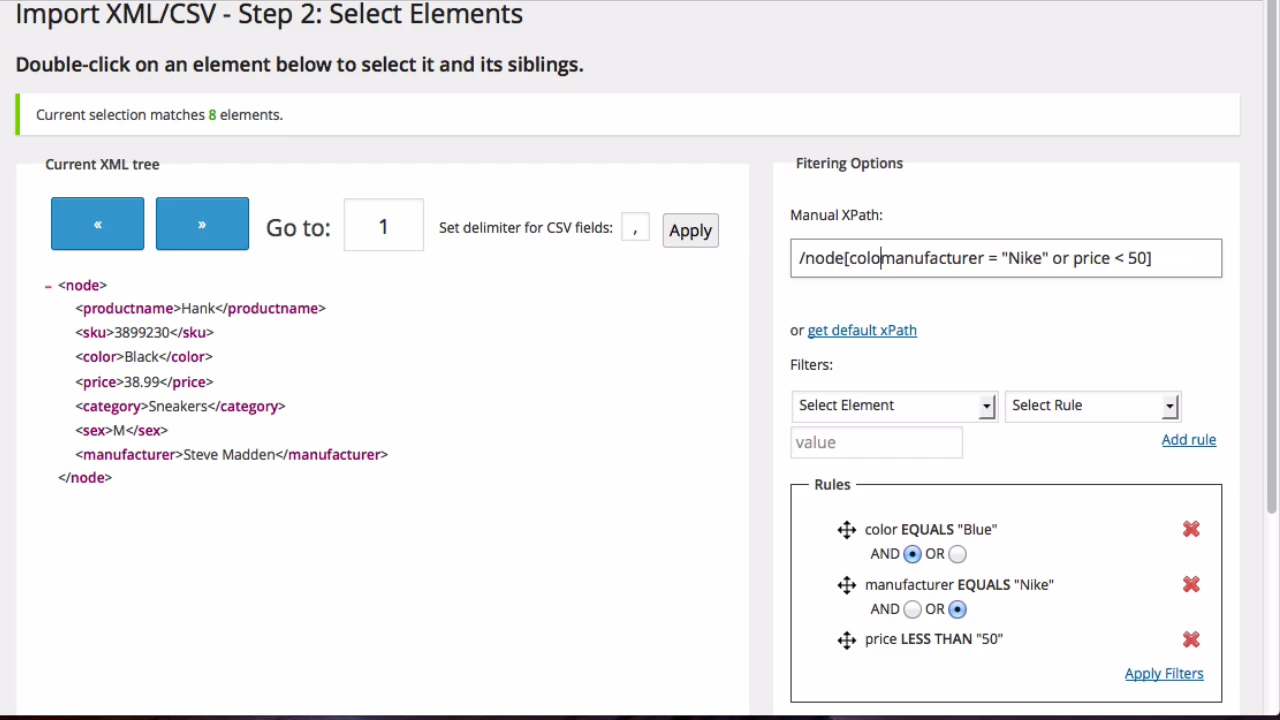 Import XML/CSV - Step 2: Select Elements
Double-click on an element below to select it and its siblings.
Current selection matches 8 elements.
Current XML tree
« » Go to: 1 Set delimiter for CSV fields: , Apply
– <node>
<productname>Hank</productname>
<sku>3899230</sku>
<color>Black</color>
<price>38.99</price>
<category>Sneakers</category>
<sex>M</sex>
<manufacturer>Steve Madden</manufacturer>
</node>
Fitering Options
Manual XPath:
/node[colomanufacturer = "Nike" or price < 50]
or get default xPath
Filters:
Select Element Select Rule
value Add rule
Rules
color EQUALS "Blue"
AND OR
manufacturer EQUALS "Nike"
AND OR
price LESS THAN "50"
Apply Filters